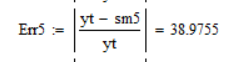 Err5 := |(yt − sm5)/yt| = 38.9755